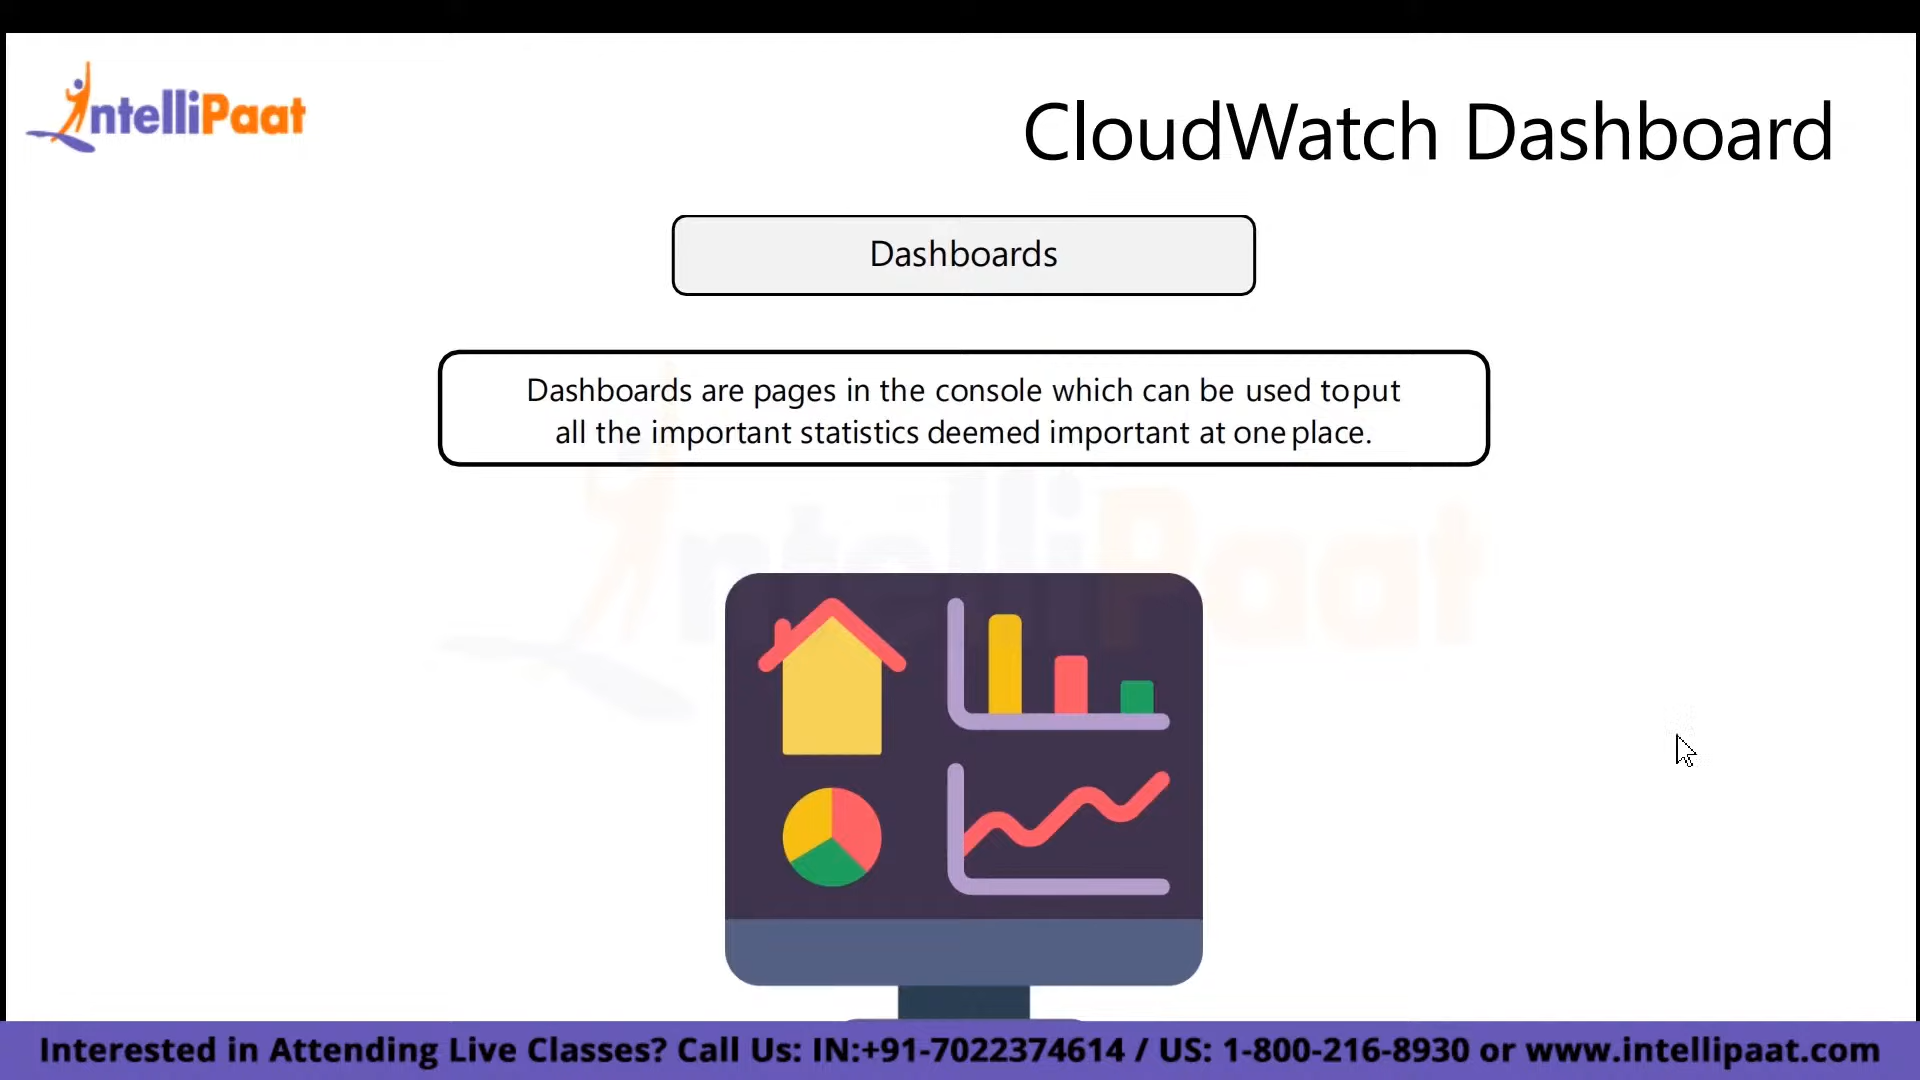 IntelliPaat
CloudWatch Dashboard
Dashboards
Dashboards are pages in the console which can be used to put
all the important statistics deemed important at one place.
IntelliPaat
Interested in Attending Live Classes? Call Us: IN:+91-7022374614 / US: 1-800-216-8930 or www.intellipaat.com